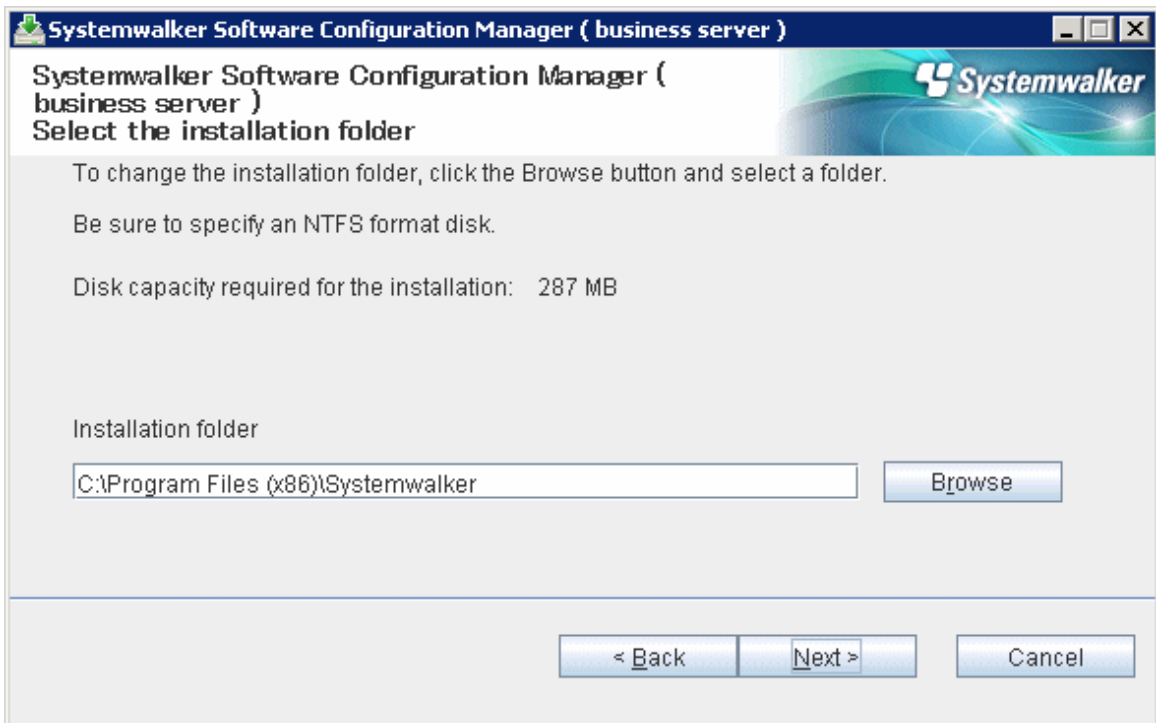 Systemwalker Software Configuration Manager ( business server )
Systemwalker Software Configuration Manager (
business server )
Select the installation folder
Systemwalker
To change the installation folder, click the Browse button and select a folder.
Be sure to specify an NTFS format disk.
Disk capacity required for the installation: 287 MB
Installation folder
C:\Program Files (x86)\Systemwalker
Browse
< Back
Next >
Cancel